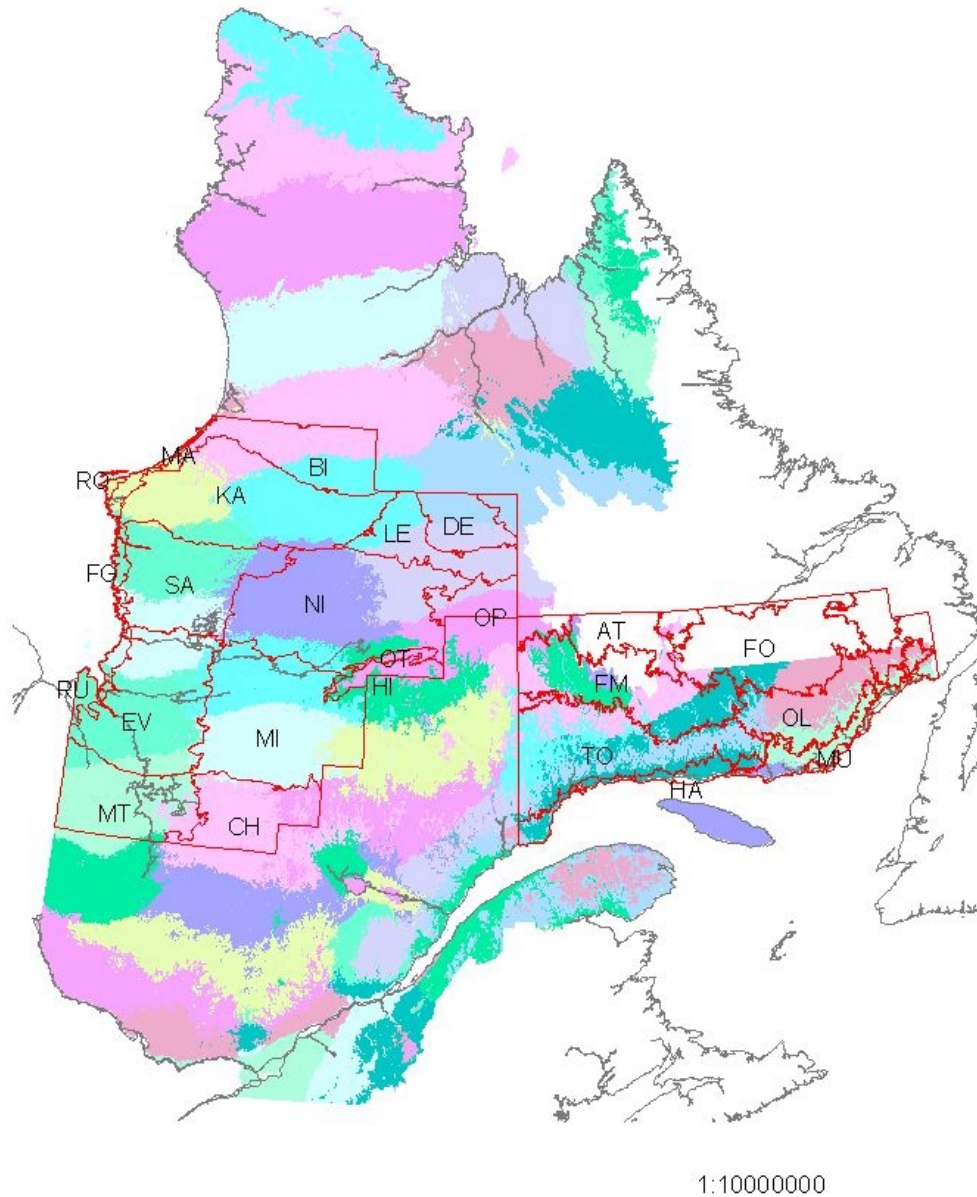 MA
BI
RO
KA
LE
DE
FG
SA
NI
OP
AT
FO
OT
FM
RU
HI
EV
OL
MI
TO
MU
HA
MT
CH
1:10000000